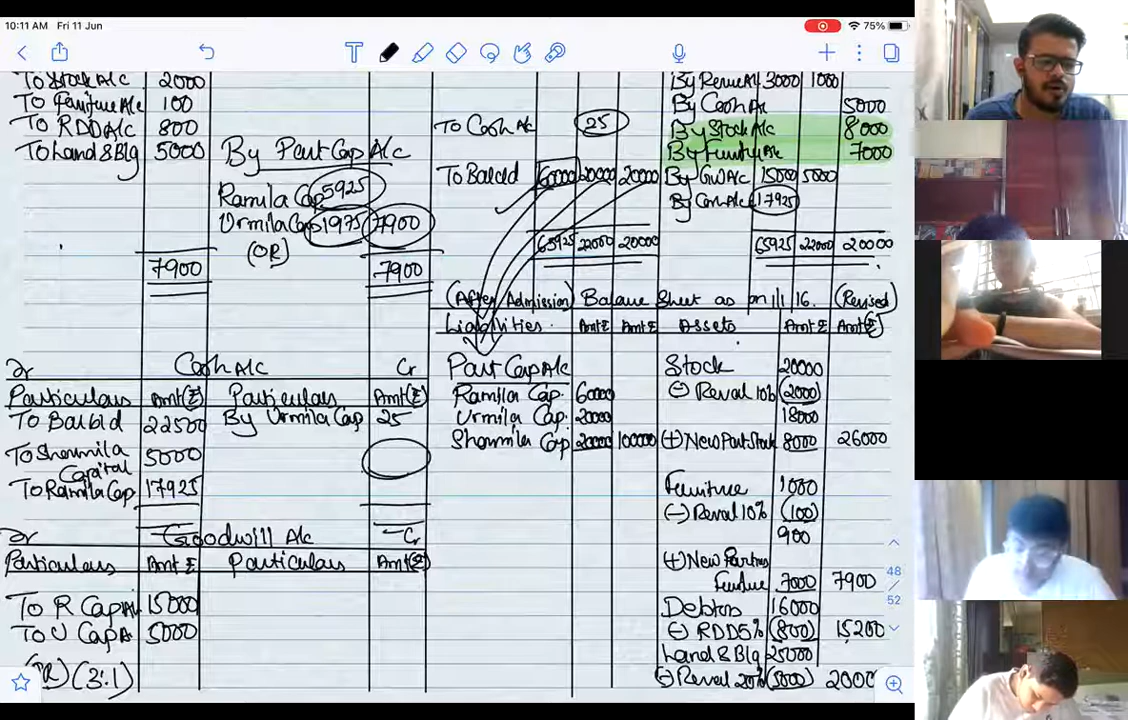 10:11 AM Fri 11 Jun
75%
To Stock A/c 2000
To Furniture A/c 100
To RDD A/c 800
To Land & Blg 5000
By Part Cap A/c
Ramila Cap 5925
Urmila Cap 1975 7900
(OR)
7900 7900
By Reserve A/c 3000 1000
By Cash A/c 5000
To Cash A/c 25
By Stock A/c 8000
By Furniture A/c 7000
To Bal c/d 60000 20000 20000 By GW A/c 15000 5000
By Cash A/c 17925
65925 22000 20000 65925 22000 20000
(After Admission) Balance Sheet as on 1/1/16. (Revised)
Liabilities Amt ₹ Amt ₹ Assets Amt ₹ Amt ₹
Part Cap A/c
Ramila Cap. 60000
Urmila Cap. 20000
Sharmila Cap 20000 100000
Stock 20000
(-) Reval 10% (2000)
18000
(+) New Part Stock 8000 26000
Furniture 1000
(-) Reval 10% (100)
900
(+) New Partners
Furniture 7000 7900
Debtors 16000
(-) RDD 5% (800) 15200
Land & Blg 25000
(-) Reval 20% (5000) 2000
Dr Cash A/c Cr
Particulars Amt (₹) Particulars Amt (₹)
To Bal b/d 22500 By Urmila Cap 25
To Sharmila Capital 5000
To Ramila Cap 17925
Dr Goodwill A/c Cr
Particulars Amt ₹ Particulars Amt (₹)
To R Cap A/c 15000
To U Cap A 5000
(3:1)
48
/
52